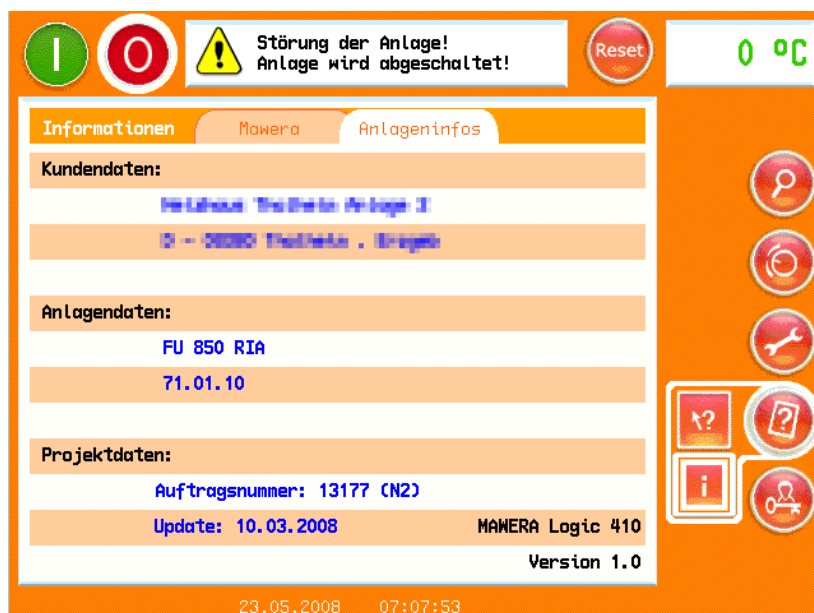 I
O
Störung der Anlage!
Anlage wird abgeschaltet!
Reset
0 ºC
Informationen
Mawera
Anlageninfos
Kundendaten:
Anlagendaten:
FU 850 RIA
71.01.10
?
?
Projektdaten:
i
Auftragsnummer: 13177 (N2)
Update: 10.03.2008
MAWERA Logic 410
Version 1.0
23.05.2008 07:07:53